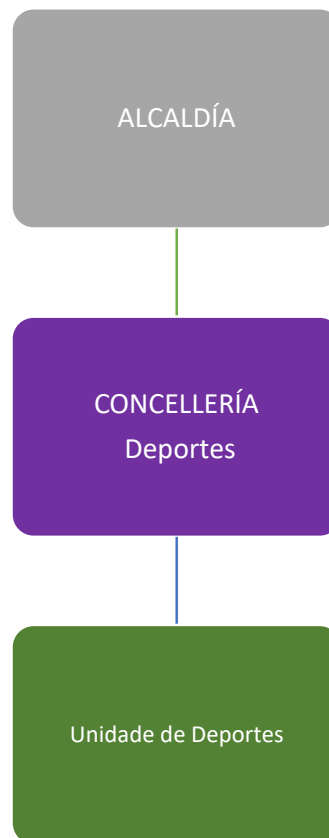 ALCALDÍA
CONCELLERÍA
Deportes
Unidade de Deportes